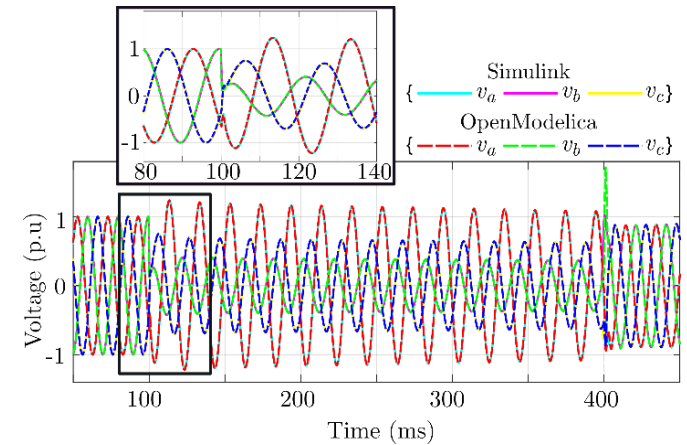 1
0
-1
80 100 120 140
Simulink
{ v_a v_b v_c}
OpenModelica
{ v_a v_b v_c}
Voltage (p.u)
1
0
-1
100 200 300 400
Time (ms)